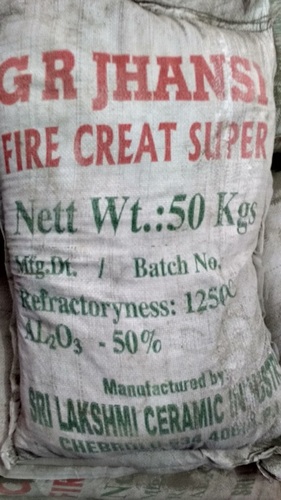 G R JHANSI
FIRE CREAT SUPER
Nett Wt.:50 Kgs
Mfg.Dt. / Batch No.
Refractoryness: 1250C
AL₂O₃ - 50%
Manufactured by
SRI LAKSHMI CERAMIC